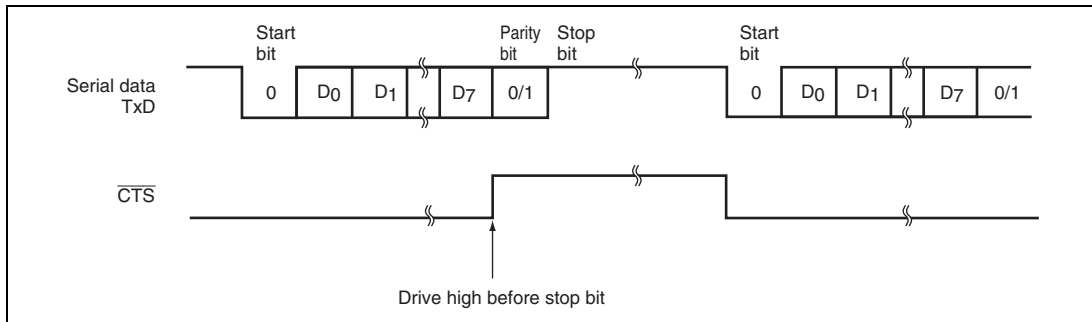 Start
bit
Parity
bit
Stop
bit
Start
bit
Serial data
TxD
0 D0 D1 D7 0/1 0 D0 D1 D7 0/1
CTS
Drive high before stop bit